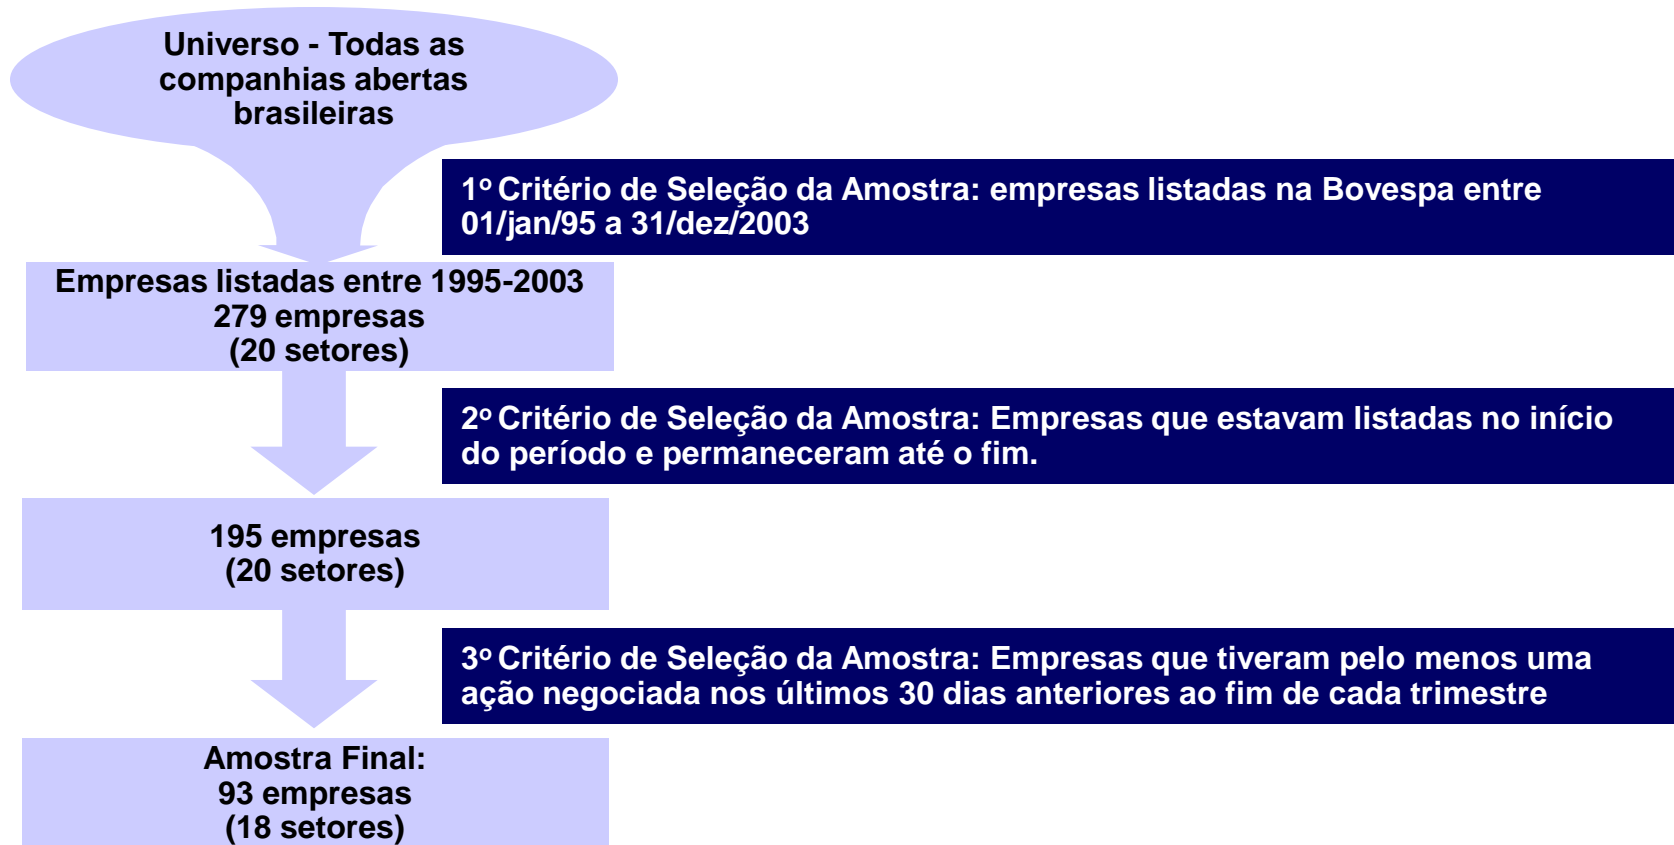 Universo - Todas as
companhias abertas
brasileiras
1º Critério de Seleção da Amostra: empresas listadas na Bovespa entre
01/jan/95 a 31/dez/2003
Empresas listadas entre 1995-2003
279 empresas
(20 setores)
2º Critério de Seleção da Amostra: Empresas que estavam listadas no início
do período e permaneceram até o fim.
195 empresas
(20 setores)
3º Critério de Seleção da Amostra: Empresas que tiveram pelo menos uma
ação negociada nos últimos 30 dias anteriores ao fim de cada trimestre
Amostra Final:
93 empresas
(18 setores)